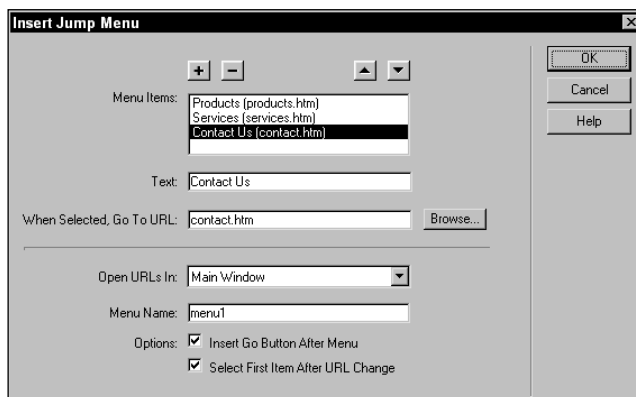 Insert Jump Menu
OK
Cancel
Help
Menu Items:
Products (products.htm)
Services (services.htm)
Contact Us (contact.htm)
Text: Contact Us
When Selected, Go To URL: contact.htm Browse...
Open URLs In: Main Window
Menu Name: menu1
Options: Insert Go Button After Menu
Select First Item After URL Change